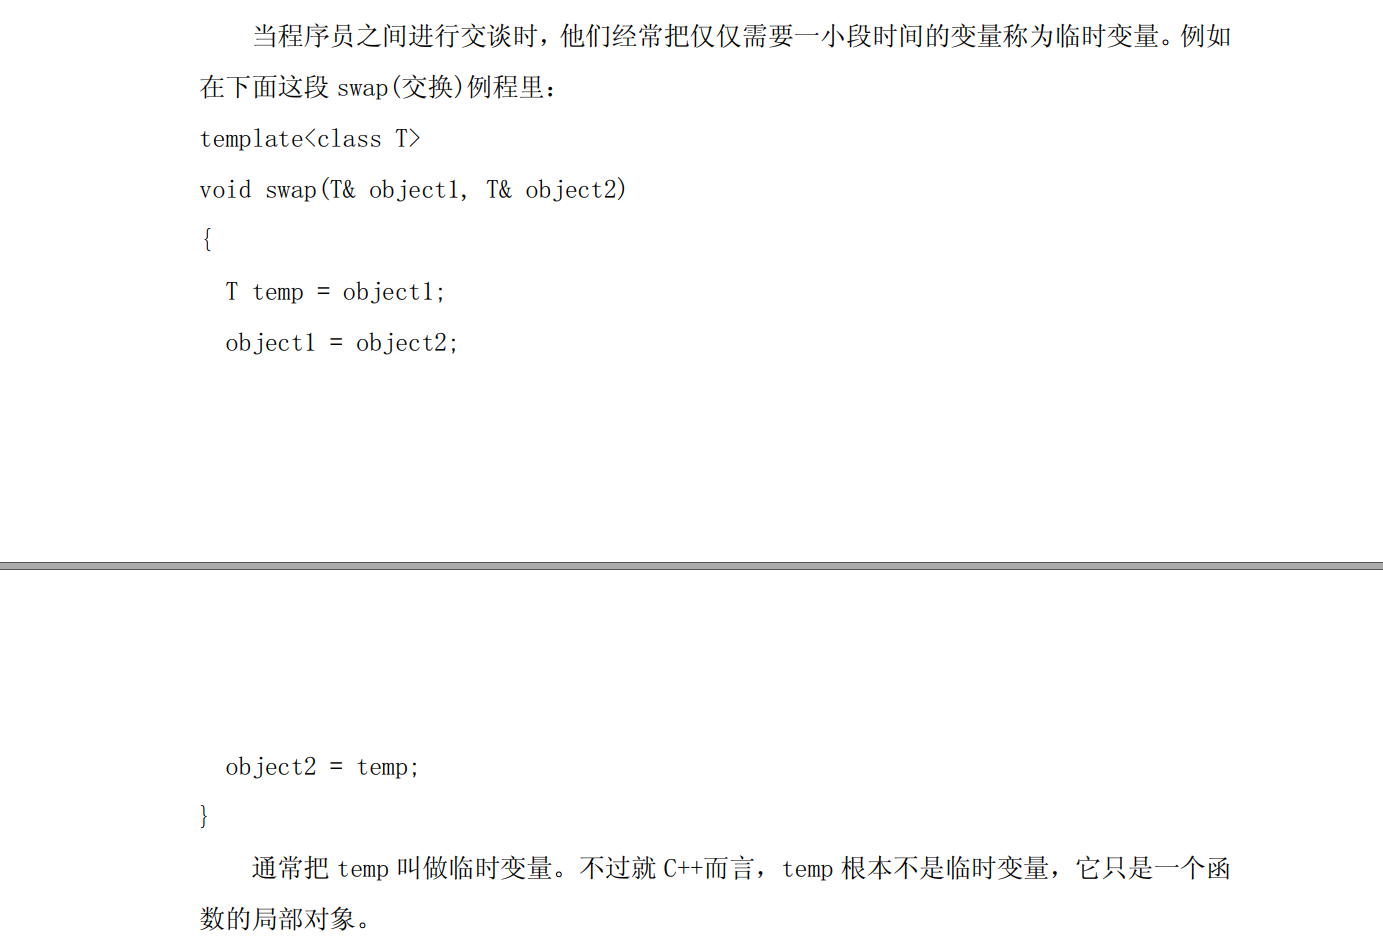 当程序员之间进行交谈时，他们经常把仅仅需要一小段时间的变量称为临时变量。例如
在下面这段 swap(交换)例程里：
template<class T>
void swap(T& object1, T& object2)
{
  T temp = object1;
  object1 = object2;
  object2 = temp;
}
通常把 temp 叫做临时变量。不过就 C++而言，temp 根本不是临时变量，它只是一个函
数的局部对象。